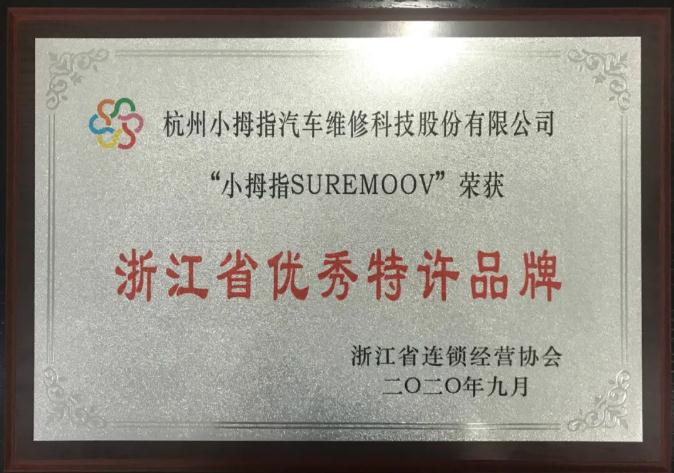 杭州小拇指汽车维修科技股份有限公司
“小拇指SUREMOOV”荣获
浙江省优秀特许品牌
浙江省连锁经营协会
二〇二〇年九月